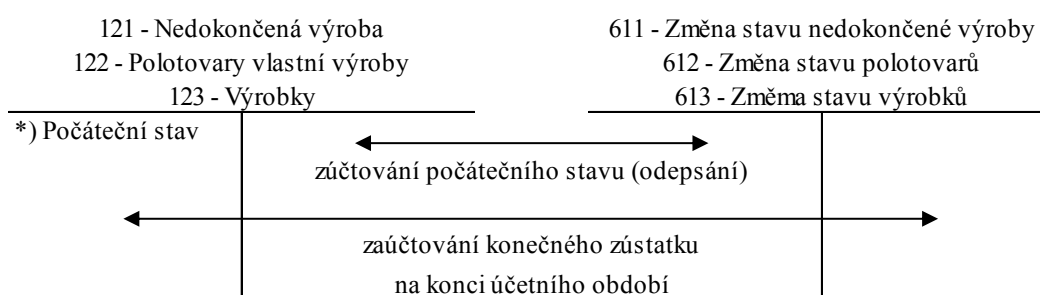 121 - Nedokončená výroba
122 - Polotovary vlastní výroby
123 - Výrobky
611 - Změna stavu nedokončené výroby
612 - Změna stavu polotovarů
613 - Změma stavu výrobků
*) Počáteční stav
zúčtování počátečního stavu (odepsání)
zaúčtování konečného zústatku
na konci účetního období